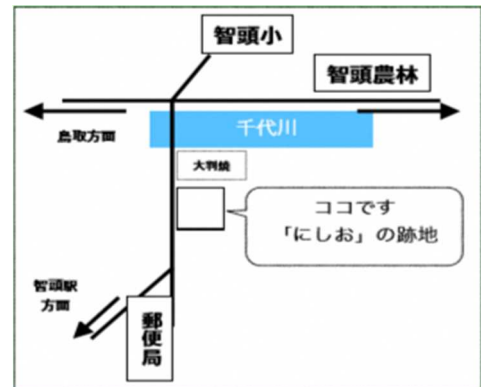 智頭小
智頭農林
鳥取方面
千代川
大判焼
ココです
「にしお」の跡地
智頭駅
方面
郵便局